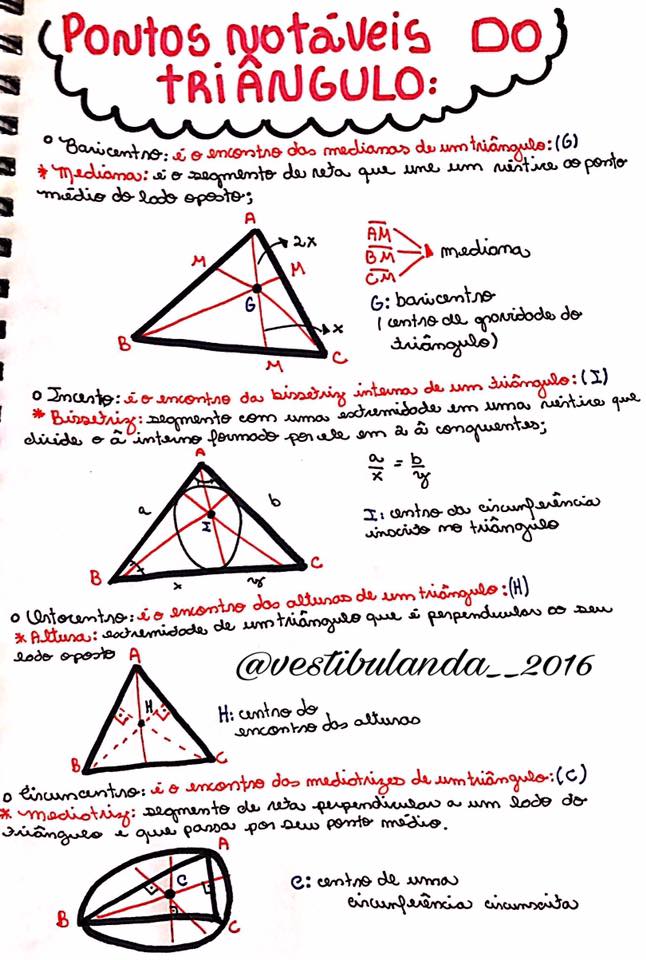 PONTOS NOTÁVEIS DO
TRIÂNGULO:
Baricentro: é o encontro das medianas de um triângulo: (G)
* Mediana: é o segmento de reta que une um vértice ao ponto
médio do lado oposto;
A
2x
M
M
G
x
B
C
M
AM
BM
CM
mediana
G: baricentro
(centro de gravidade do
triângulo)
Incento: é o encontro da bissetriz interna de um triângulo: (I)
* Bissetriz: segmento com uma extremidade em uma vértice que
divide o â interno formado por ele em 2 â congruentes;
A
a
b
I
B
C
x
y
a/x = b/y
I: centro da circunferência
inscrito no triângulo
Ortocentro: é o encontro das alturas de um triângulo: (H)
* Altura: extremidade de um triângulo que é perpendicular ao seu
lado oposto
@vestibulanda__2016
A
H
B
C
H: centro do
encontro das alturas
Circuncentro: é o encontro das mediatrizes de um triângulo: (C)
* Mediatriz: segmento de reta perpendicular a um lado do
triângulo e que passa por seu ponto médio.
A
C
B
C
C: centro de uma
circunferência circunscrita